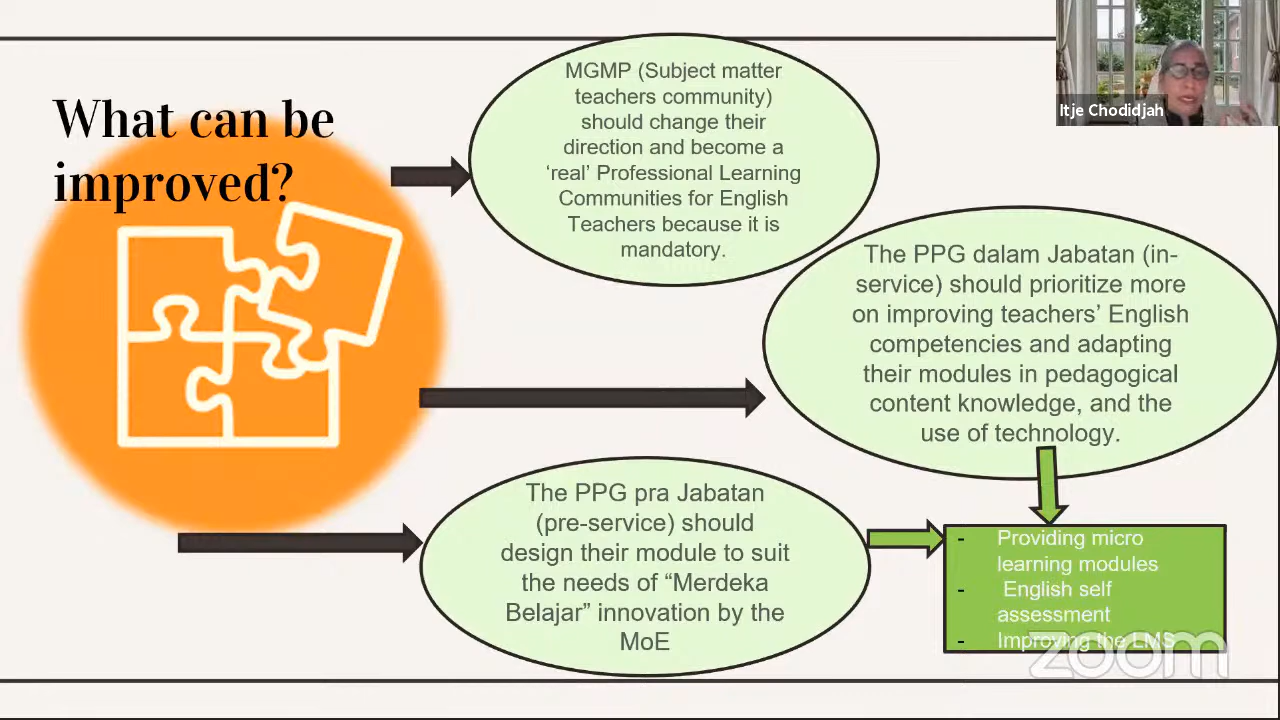 What can be
improved?
MGMP (Subject matter
teachers community)
should change their
direction and become a
‘real’ Professional Learning
Communities for English
Teachers because it is
mandatory.
Itje Chodidjah
The PPG dalam Jabatan (in-
service) should prioritize more
on improving teachers’ English
competencies and adapting
their modules in pedagogical
content knowledge, and the
use of technology.
The PPG pra Jabatan
(pre-service) should
design their module to suit
the needs of “Merdeka
Belajar” innovation by the
MoE
- Providing micro
learning modules
- English self
assessment
- Improving the LMS
zoom